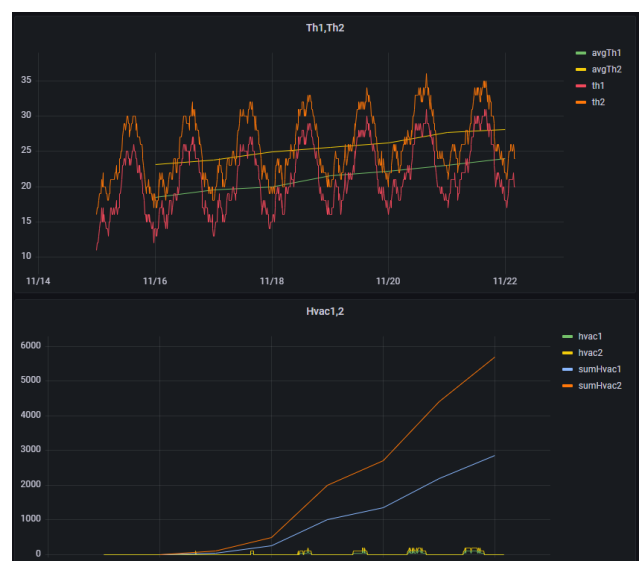 Th1,Th2
35
30
25
20
15
10
11/14
11/16
11/18
11/20
11/22
avgTh1
avgTh2
th1
th2
Hvac1,2
6000
5000
4000
3000
2000
1000
0
hvac1
hvac2
sumHvac1
sumHvac2